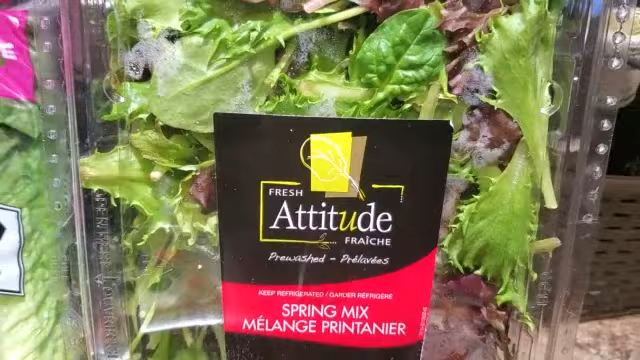 FRESH
Attitude
FRAÎCHE
Prewashed - Prélavées
KEEP REFRIGERATED / GARDER RÉFRIGÉRÉ
SPRING MIX
MÉLANGE PRINTANIER